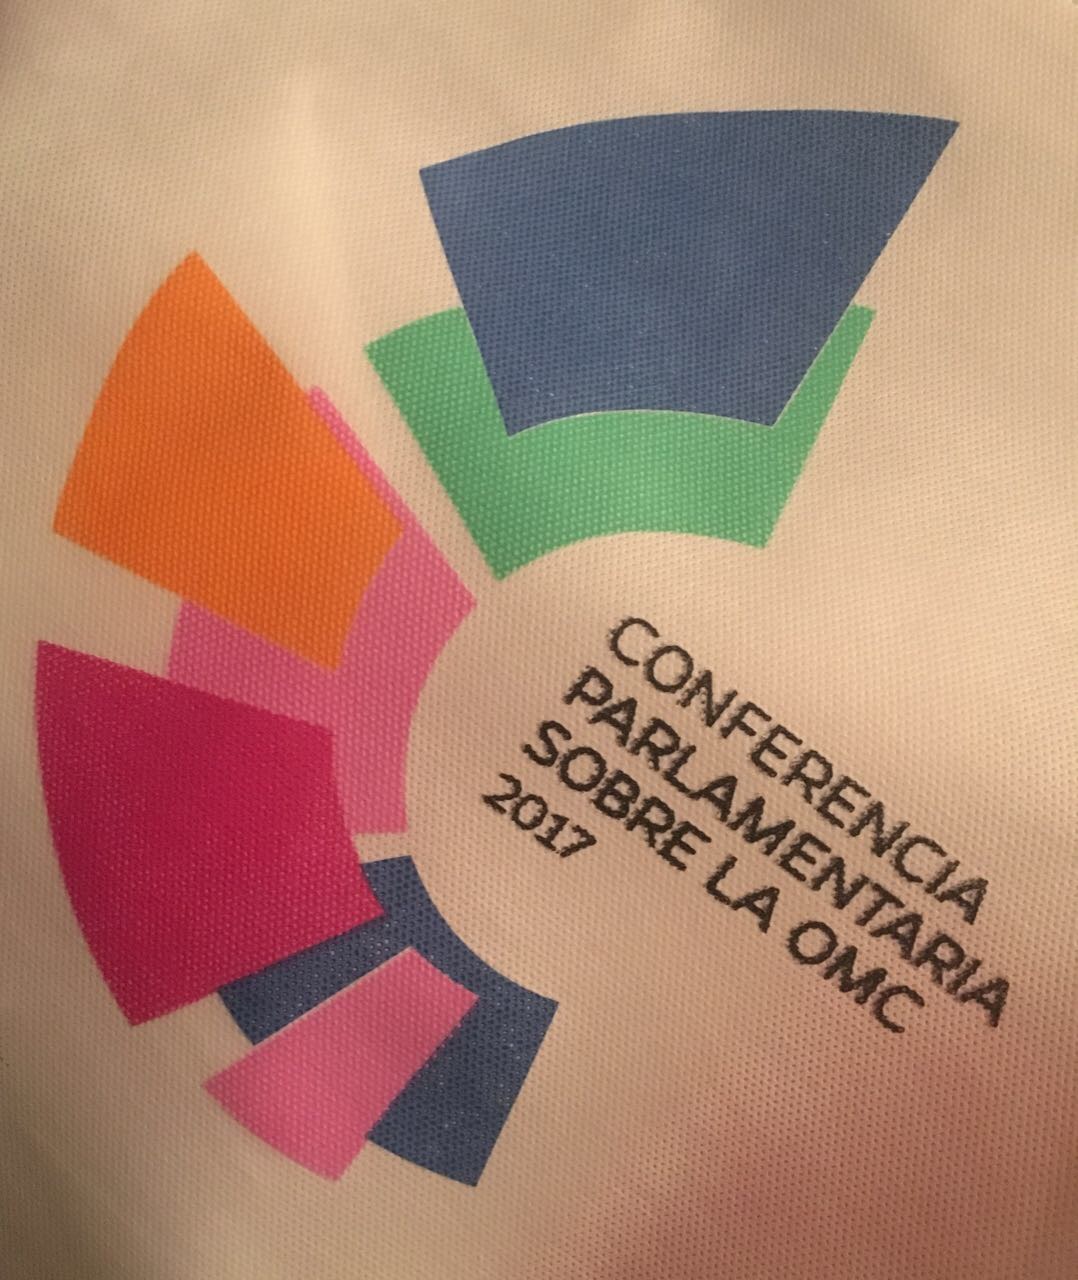 CONFERENCIA
PARLAMENTARIA
SOBRE LA OMC
2017